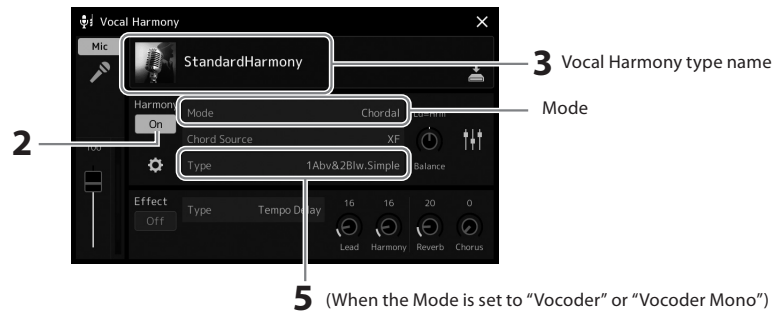 Vocal Harmony
Mic
StandardHarmony
3 Vocal Harmony type name
Harmony
On
Mode Chordal
Mode
2
100
Chord Source XF
Type 1Abv&2Blw.Simple
Balance
Effect
Off
Type Tempo Delay
16 16 20 0
Lead Harmony Reverb Chorus
5 (When the Mode is set to “Vocoder” or “Vocoder Mono”)